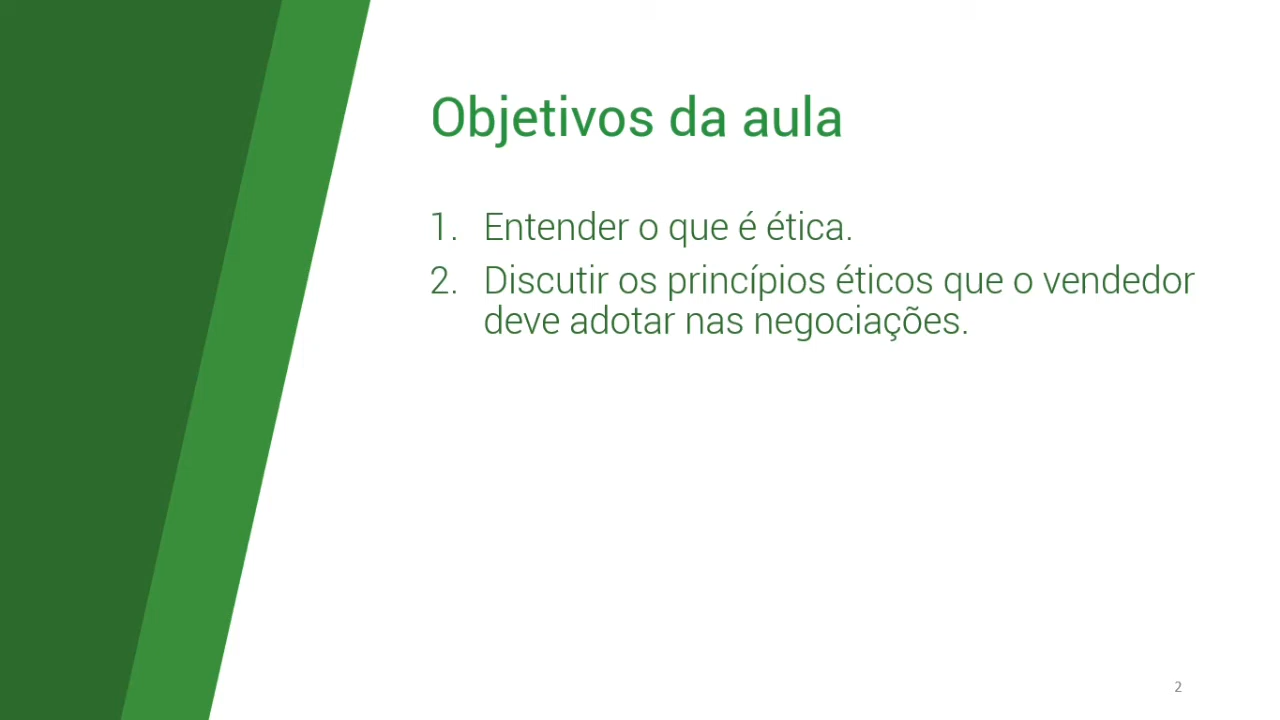 Objetivos da aula
1. Entender o que é ética.
2. Discutir os princípios éticos que o vendedor
deve adotar nas negociações.
2